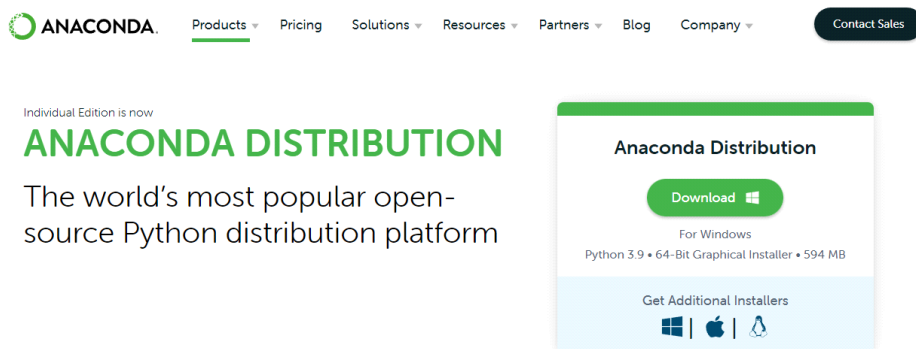 ANACONDA.
Products Pricing Solutions Resources Partners Blog Company Contact Sales
Individual Edition is now
ANACONDA DISTRIBUTION
The world's most popular open-
source Python distribution platform
Anaconda Distribution
Download
For Windows
Python 3.9 • 64-Bit Graphical Installer • 594 MB
Get Additional Installers